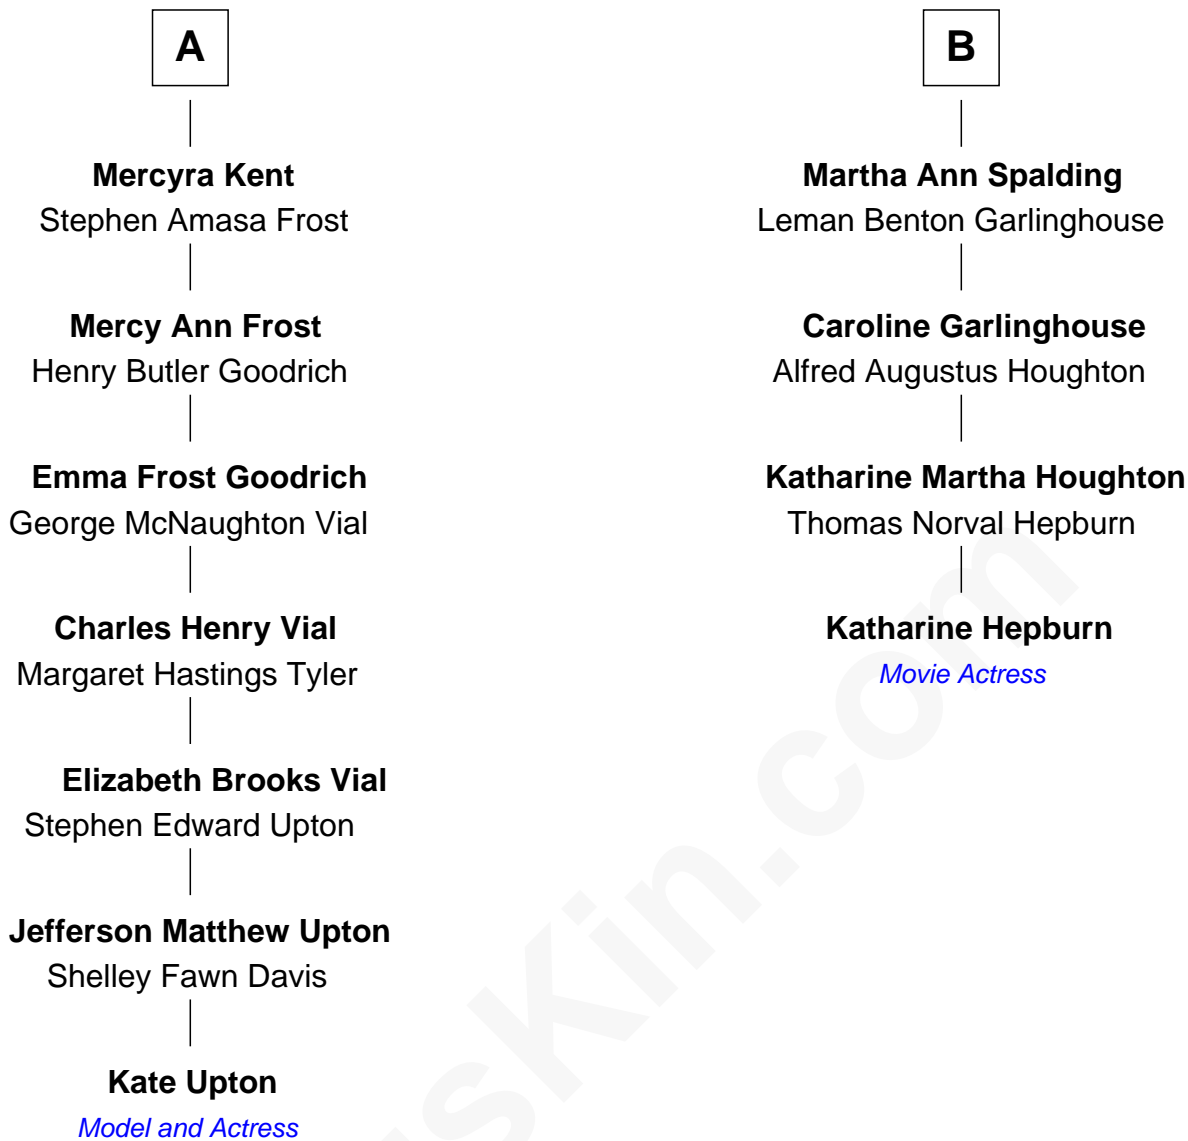 A
Mercyra Kent
Stephen Amasa Frost
Mercy Ann Frost
Henry Butler Goodrich
Emma Frost Goodrich
George McNaughton Vial
Charles Henry Vial
Margaret Hastings Tyler
Elizabeth Brooks Vial
Stephen Edward Upton
Jefferson Matthew Upton
Shelley Fawn Davis
Kate Upton
Model and Actress
B
Martha Ann Spalding
Leman Benton Garlinghouse
Caroline Garlinghouse
Alfred Augustus Houghton
Katharine Martha Houghton
Thomas Norval Hepburn
Katharine Hepburn
Movie Actress
usKin.com